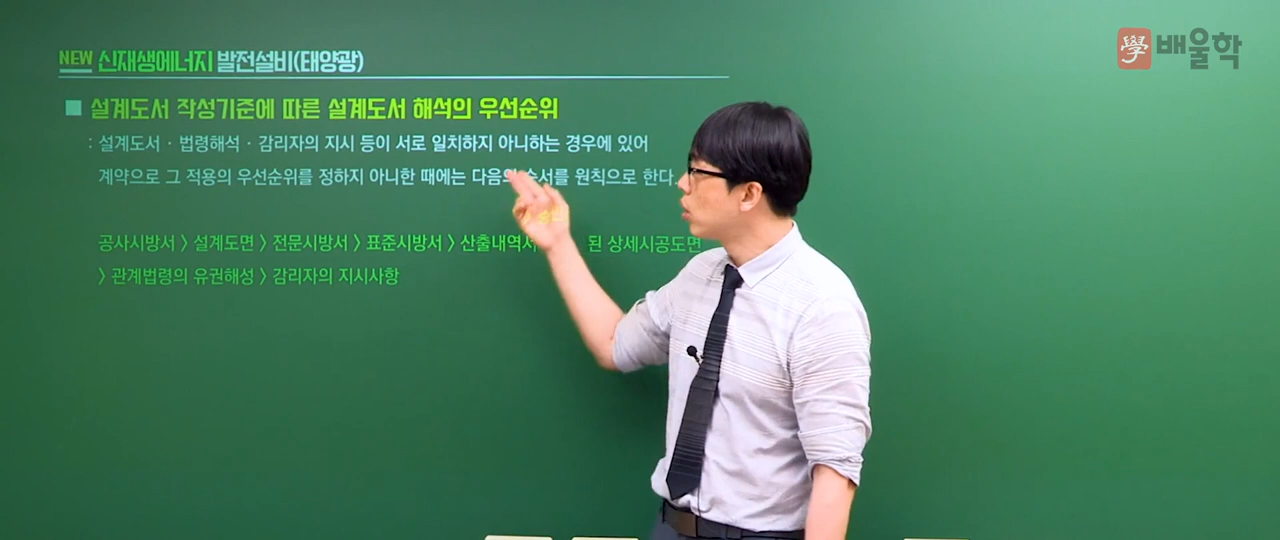 NEW 신재생에너지 발전설비(태양광)
學 배울학
■ 설계도서 작성기준에 따른 설계도서 해석의 우선순위
: 설계도서 · 법령해석 · 감리자의 지시 등이 서로 일치하지 아니하는 경우에 있어
계약으로 그 적용의 우선순위를 정하지 아니한 때에는 다음의 순서를 원칙으로 한다.
공사시방서 > 설계도면 > 전문시방서 > 표준시방서 > 산출내역서 된 상세시공도면
> 관계법령의 유권해성 > 감리자의 지시사항